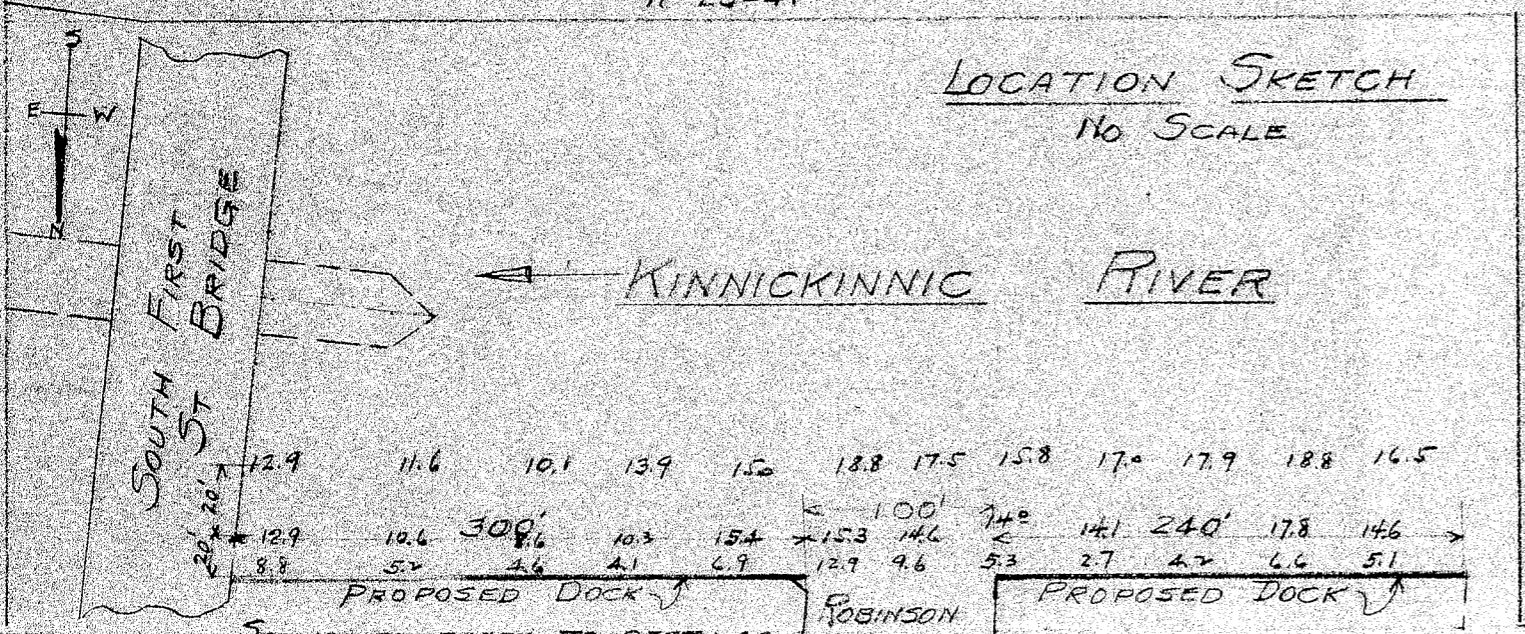 LOCATION SKETCH
No SCALE
S
E W
N
SOUTH FIRST
ST BRIDGE
KINNICKINNIC RIVER
12.9 11.6 10.1 13.9 15.0 18.8 17.5 15.8 17.0 17.9 18.8 16.5
20' 20'
100'
12.9 10.6 300' 10.3 15.4 15.3 14.6 14.1 240' 17.8 14.6
8.8 5.2 4.6 4.1 6.9 12.9 9.6 5.3 2.7 4.2 6.6 5.1
PROPOSED DOCK
ROBINSON
PROPOSED DOCK